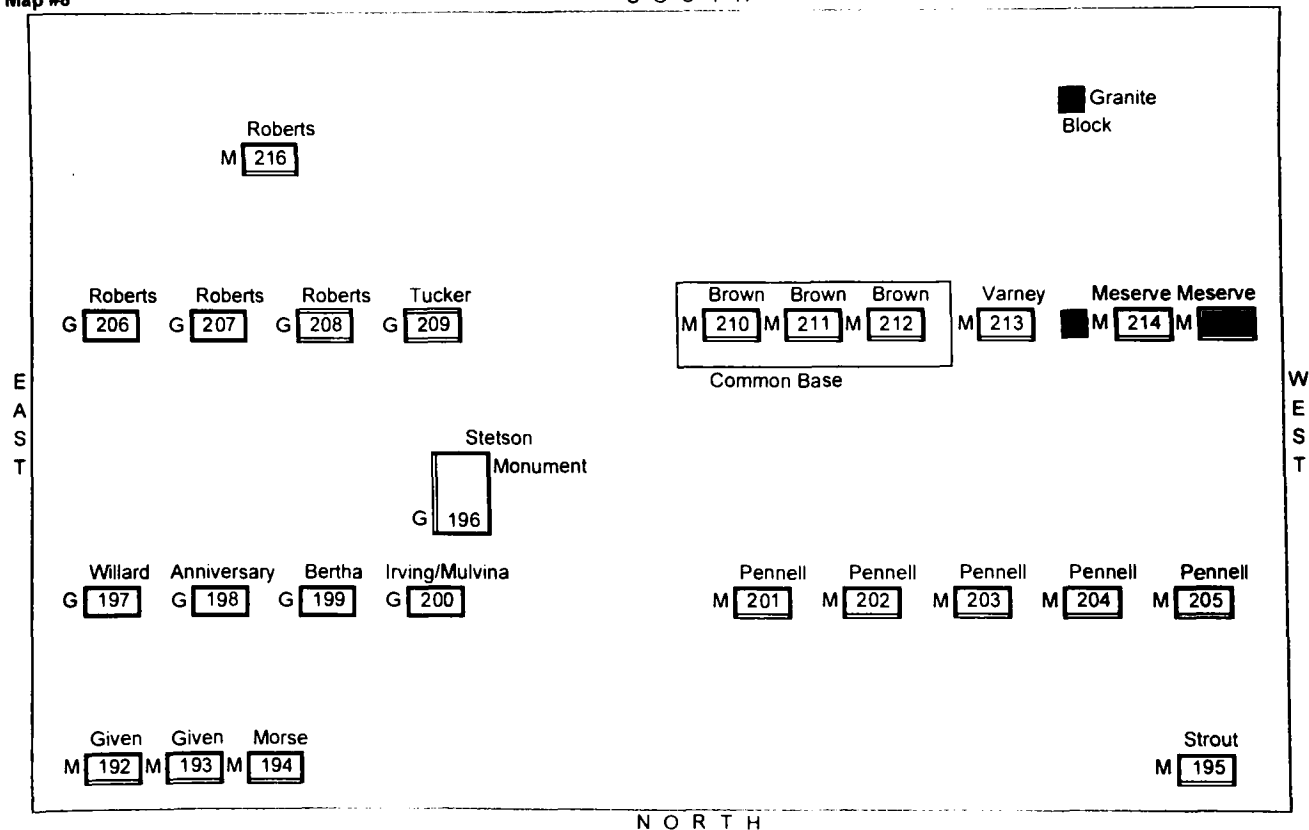 Map #8
S O U T H
Granite
Block
Roberts
M 216
Roberts Roberts Roberts Tucker
G 206 G 207 G 208 G 209
Brown Brown Brown Varney Meserve Meserve
M 210 M 211 M 212 M 213 M 214 M
Common Base
E
A
S
T
W
E
S
T
Stetson
Monument
G 196
Willard Anniversary Bertha Irving/Mulvina
G 197 G 198 G 199 G 200
Pennell Pennell Pennell Pennell Pennell
M 201 M 202 M 203 M 204 M 205
Given Given Morse
M 192 M 193 M 194
Strout
M 195
N O R T H